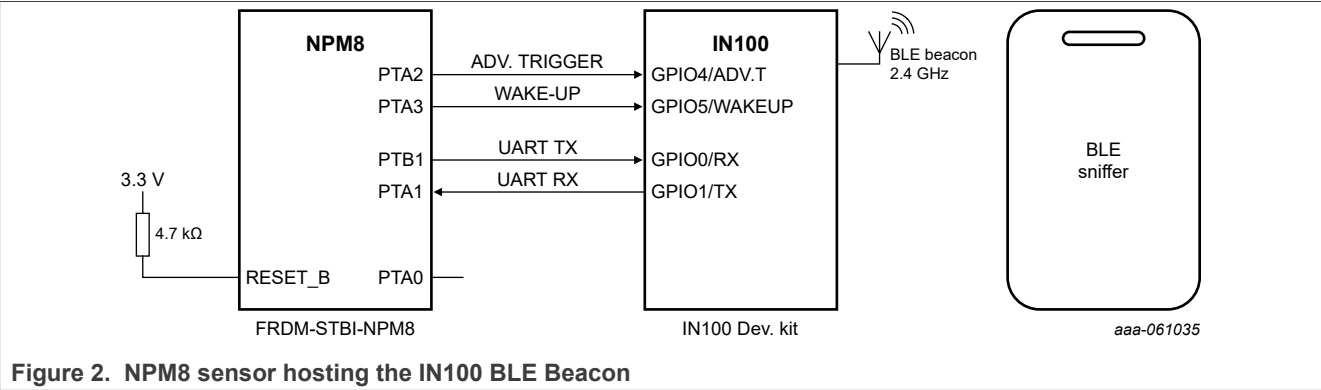 NPM8
IN100
PTA2
ADV. TRIGGER
GPIO4/ADV.T
BLE beacon
2.4 GHz
PTA3
WAKE-UP
GPIO5/WAKEUP
PTB1
UART TX
GPIO0/RX
BLE
sniffer
3.3 V
PTA1
UART RX
GPIO1/TX
4.7 kΩ
RESET_B
PTA0
FRDM-STBI-NPM8
IN100 Dev. kit
aaa-061035
Figure 2. NPM8 sensor hosting the IN100 BLE Beacon